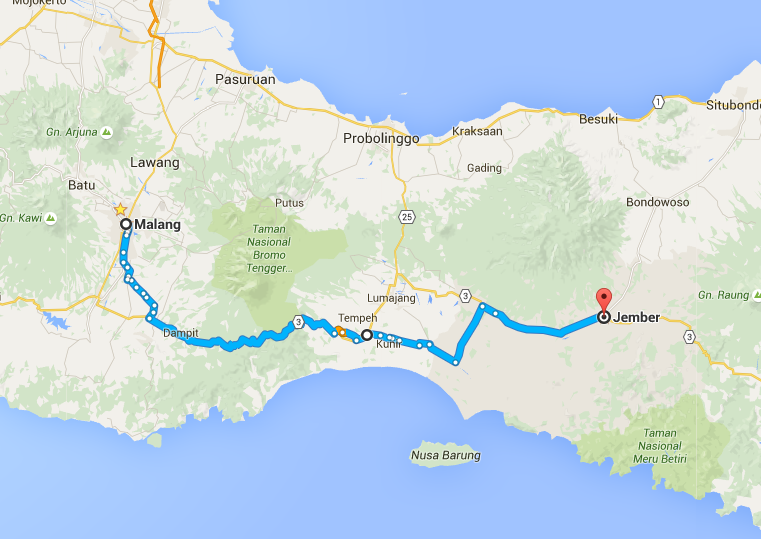 Mojokerto
Pasuruan
Gn. Arjuna
1
Situbondo
Besuki
Kraksaan
Probolinggo
Lawang
Gading
Batu
Putus
Bondowoso
Gn. Kawi
25
Malang
Taman
Nasional
Bromo
Tengger...
Lumajang
3
Gn. Raung
Tempeh
Jember
3
Dampit
3
Kunir
Taman
Nasional
Meru Betiri
Nusa Barung